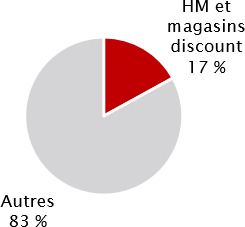 HM et
magasins
discount
17 %
Autres
83 %